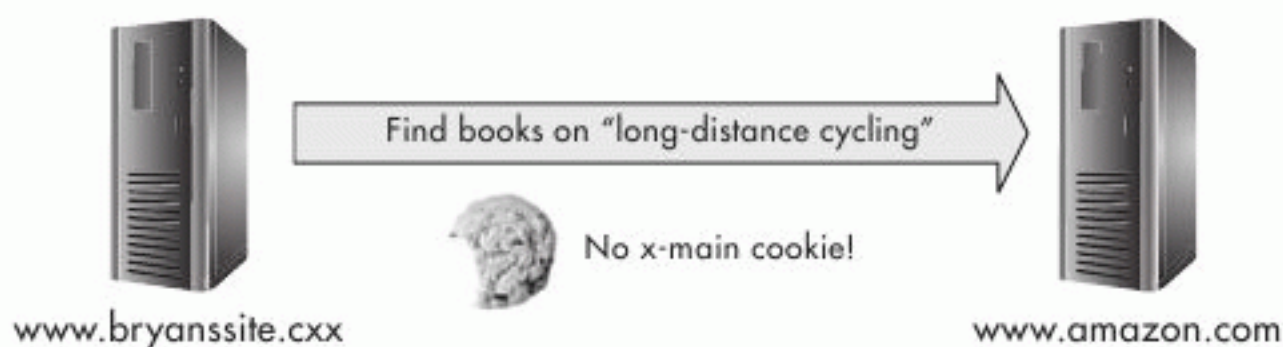 Find books on “long-distance cycling”
No x-main cookie!
www.bryanssite.cxx
www.amazon.com